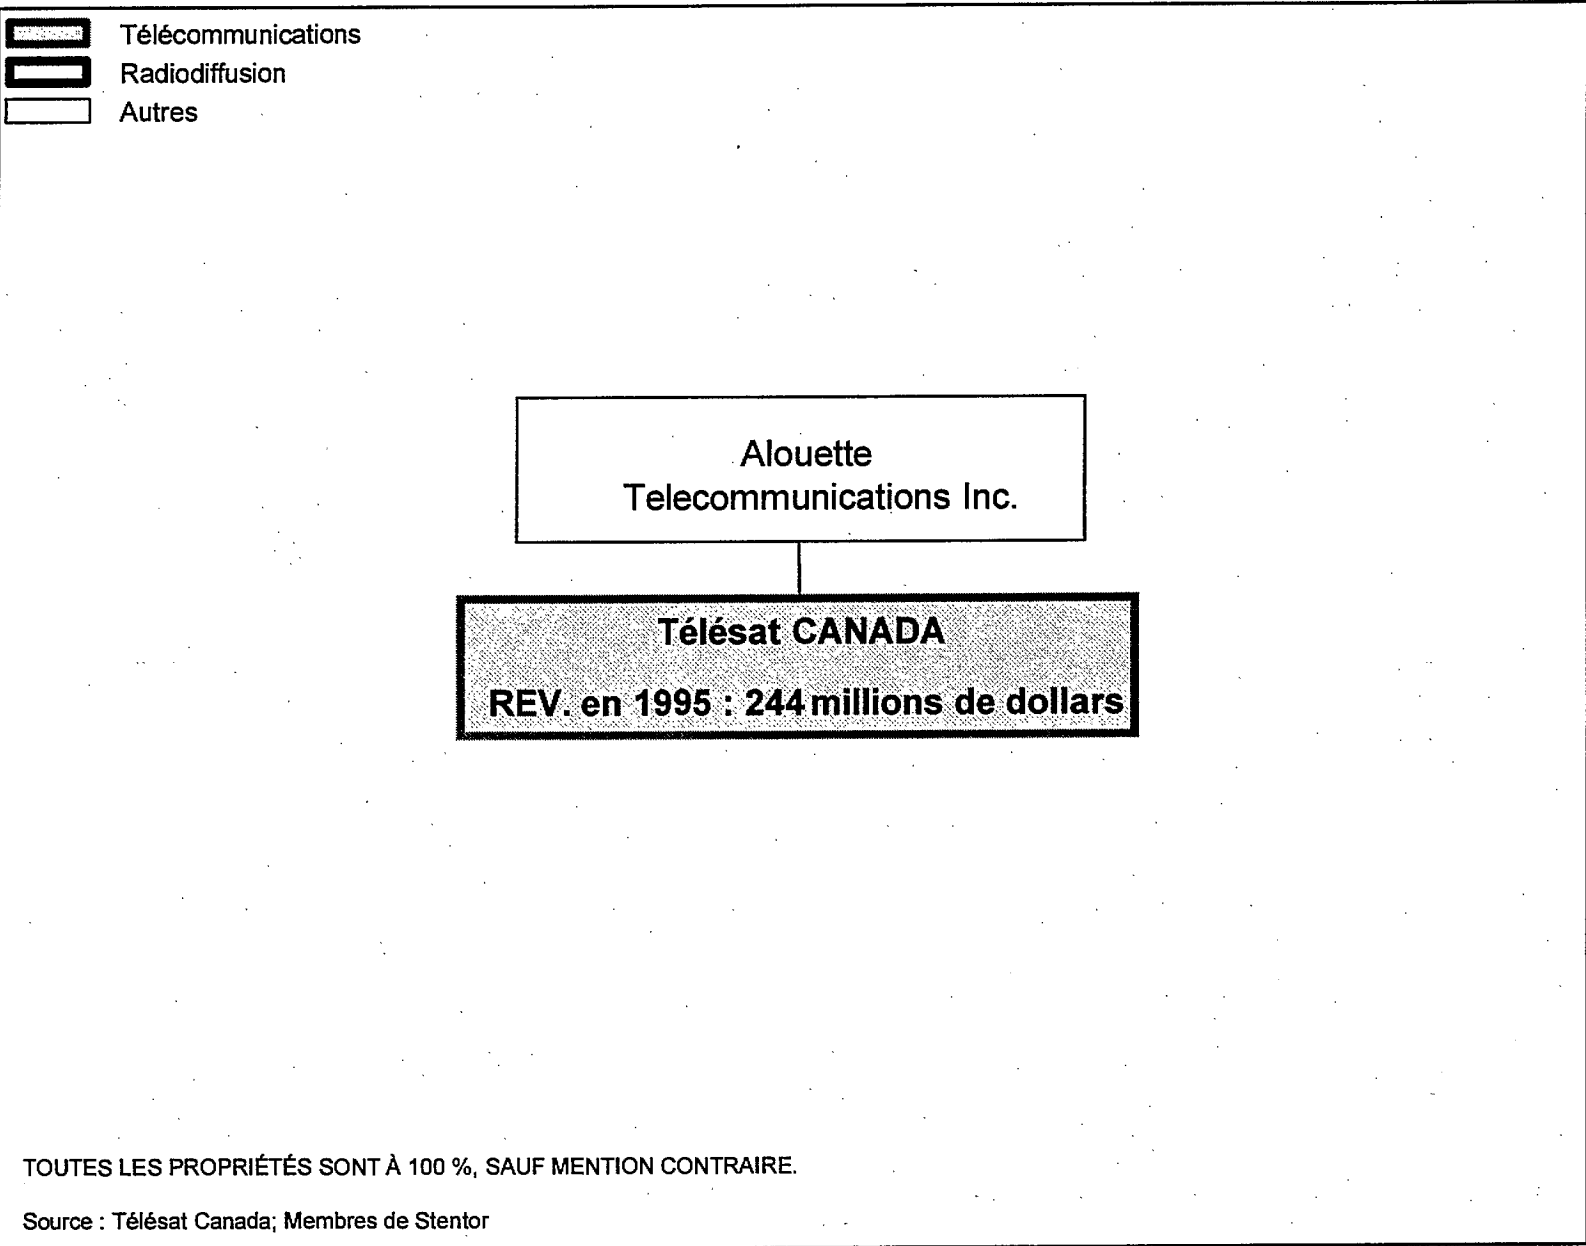 Télécommunications
Radiodiffusion
Autres
Alouette
Telecommunications Inc.
Télésat CANADA
REV. en 1995 : 244 millions de dollars
TOUTES LES PROPRIÉTÉS SONT À 100 %, SAUF MENTION CONTRAIRE.
Source : Télésat Canada; Membres de Stentor